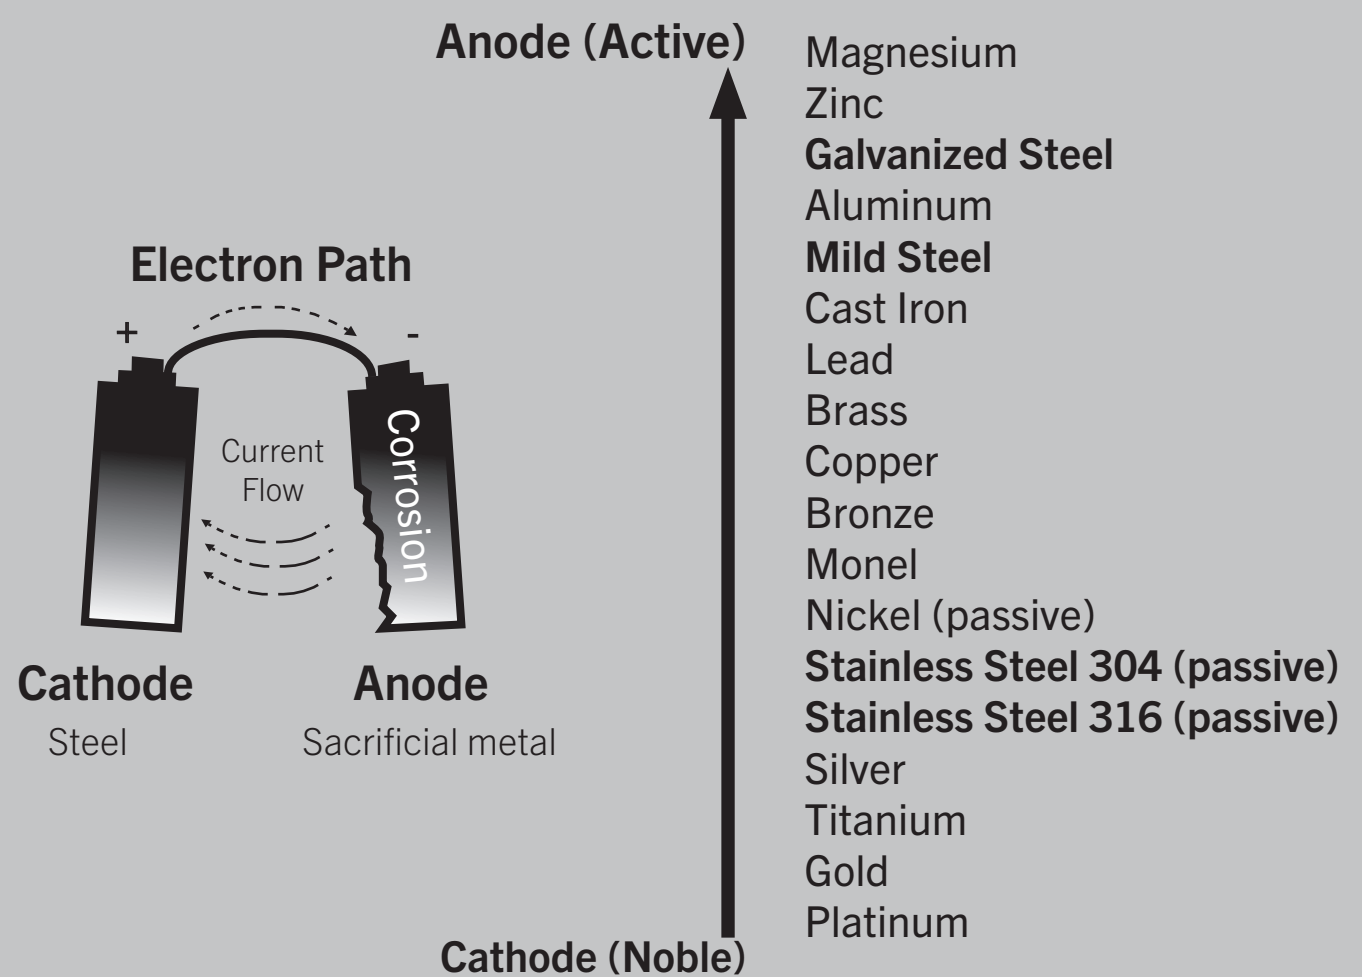 Electron Path
+
-
Current
Flow
Corrosion
Cathode
Steel
Anode
Sacrificial metal
Anode (Active)
Cathode (Noble)
Magnesium
Zinc
Galvanized Steel
Aluminum
Mild Steel
Cast Iron
Lead
Brass
Copper
Bronze
Monel
Nickel (passive)
Stainless Steel 304 (passive)
Stainless Steel 316 (passive)
Silver
Titanium
Gold
Platinum